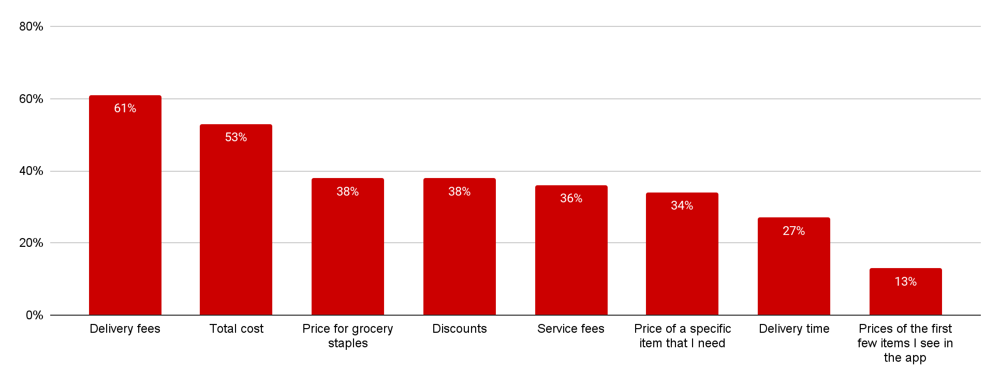 80%
60%
40%
20%
0%
61%
53%
38%
38%
36%
34%
27%
13%
Delivery fees
Total cost
Price for grocery
staples
Discounts
Service fees
Price of a specific
item that I need
Delivery time
Prices of the first
few items I see in
the app